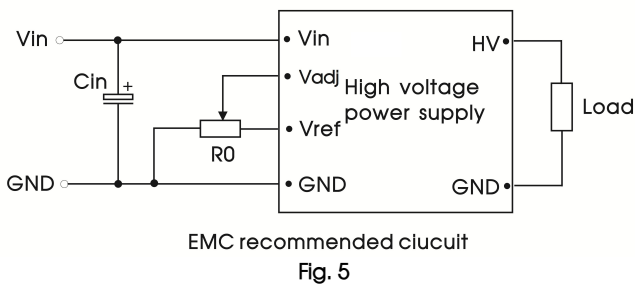 Vin
Vin
HV
Cin
+
Vadj
High voltage
power supply
Load
Vref
R0
GND
GND
GND
EMC recommended ciucuit
Fig. 5